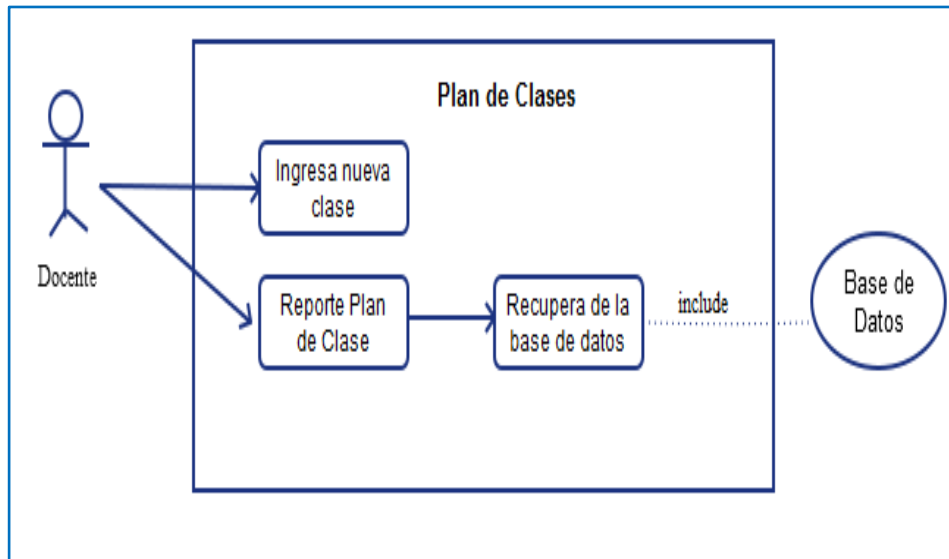 Plan de Clases
Ingresa nueva
clase
Docente
Reporte Plan
de Clase
Recupera de la
base de datos
include
Base de
Datos